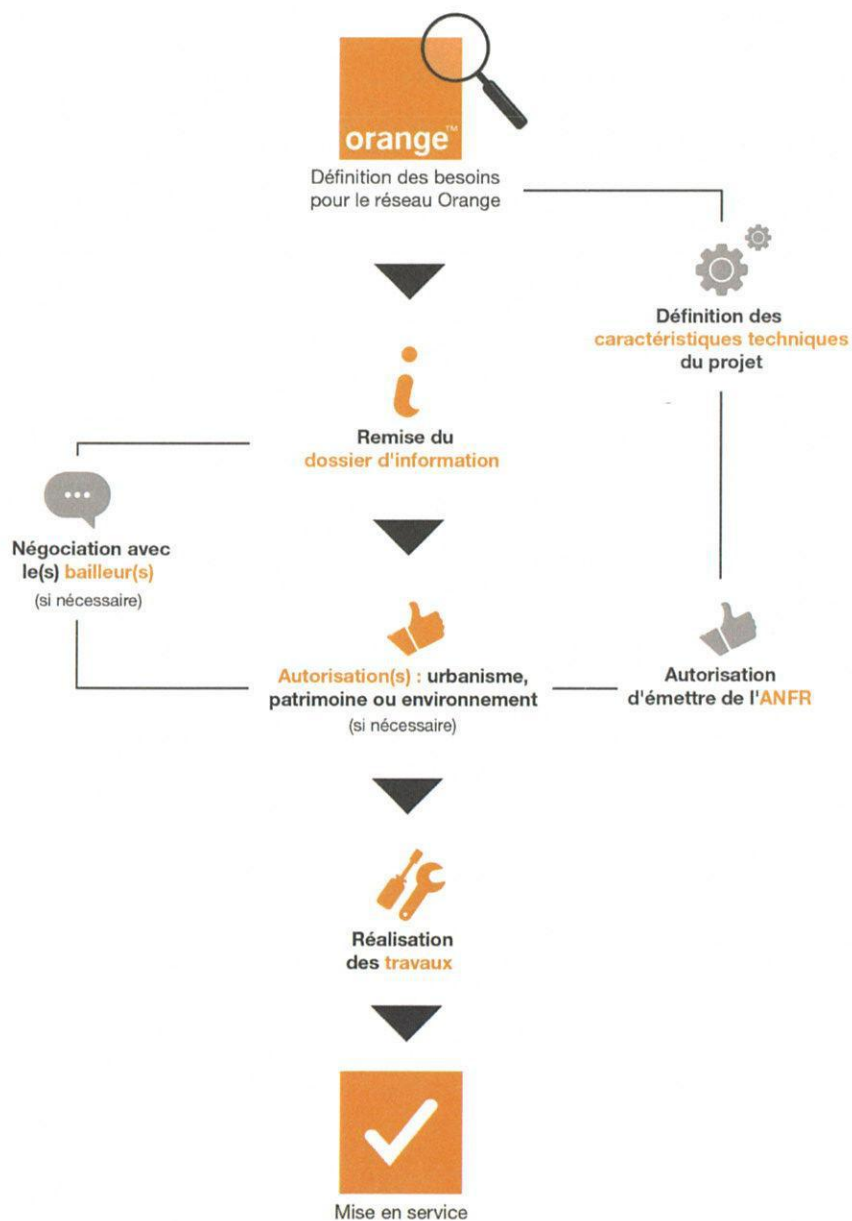 orange™
Définition des besoins
pour le réseau Orange
Définition des
caractéristiques techniques
du projet
Remise du
dossier d'information
Négociation avec
le(s) bailleur(s)
(si nécessaire)
Autorisation(s) : urbanisme,
patrimoine ou environnement
(si nécessaire)
Autorisation
d'émettre de l'ANFR
Réalisation
des travaux
Mise en service